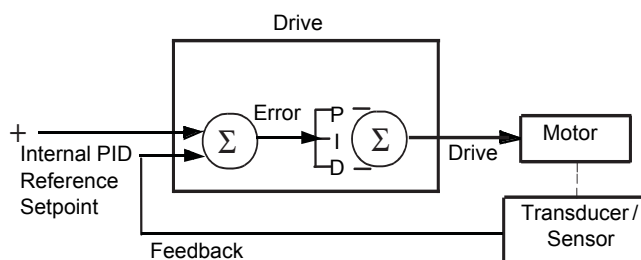 Drive
Error
P
Σ
I
Σ
D
+
Internal PID
Reference
Setpoint
Drive
Motor
Transducer /
Sensor
Feedback